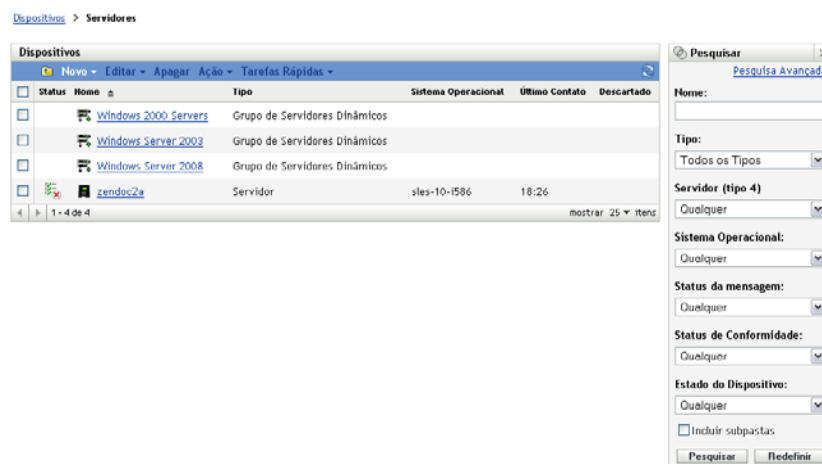 Dispositivos > Servidores
Dispositivos
Novo Editar Apagar Ação Tarefas Rápidas
Status Nome Tipo Sistema Operacional Último Contato Descartado
Windows 2000 Servers Grupo de Servidores Dinâmicos
Windows Server 2003 Grupo de Servidores Dinâmicos
Windows Server 2008 Grupo de Servidores Dinâmicos
zendoc2a Servidor sles-10-i586 18:26
1 - 4 de 4 mostrar 25 itens
Pesquisar
Pesquisa Avançada
Nome:
Tipo:
Todos os Tipos
Servidor (tipo 4)
Qualquer
Sistema Operacional:
Qualquer
Status da mensagem:
Qualquer
Status de Conformidade:
Qualquer
Estado do Dispositivo:
Qualquer
Incluir subpastas
Pesquisar Redefinir